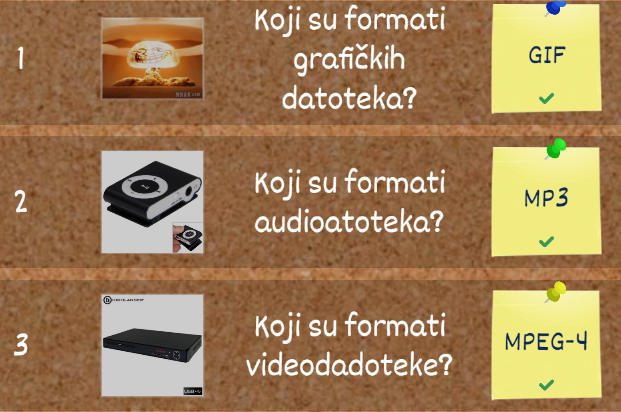 1
Koji su formati
grafičkih
datoteka?
GIF
2
Koji su formati
audioatoteka?
MP3
3
Koji su formati
videodadoteke?
MPEG-4